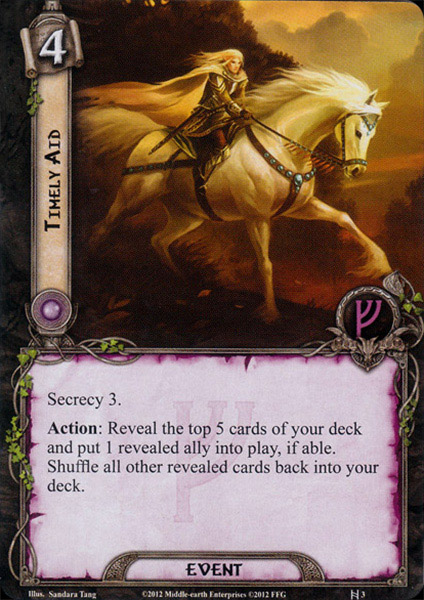 4
TIMELY AID
Secrecy 3.
Action: Reveal the top 5 cards of your deck
and put 1 revealed ally into play, if able.
Shuffle all other revealed cards back into your
deck.
EVENT
Illus. Sandara Tang
©2012 Middle-earth Enterprises ©2012 FFG
3